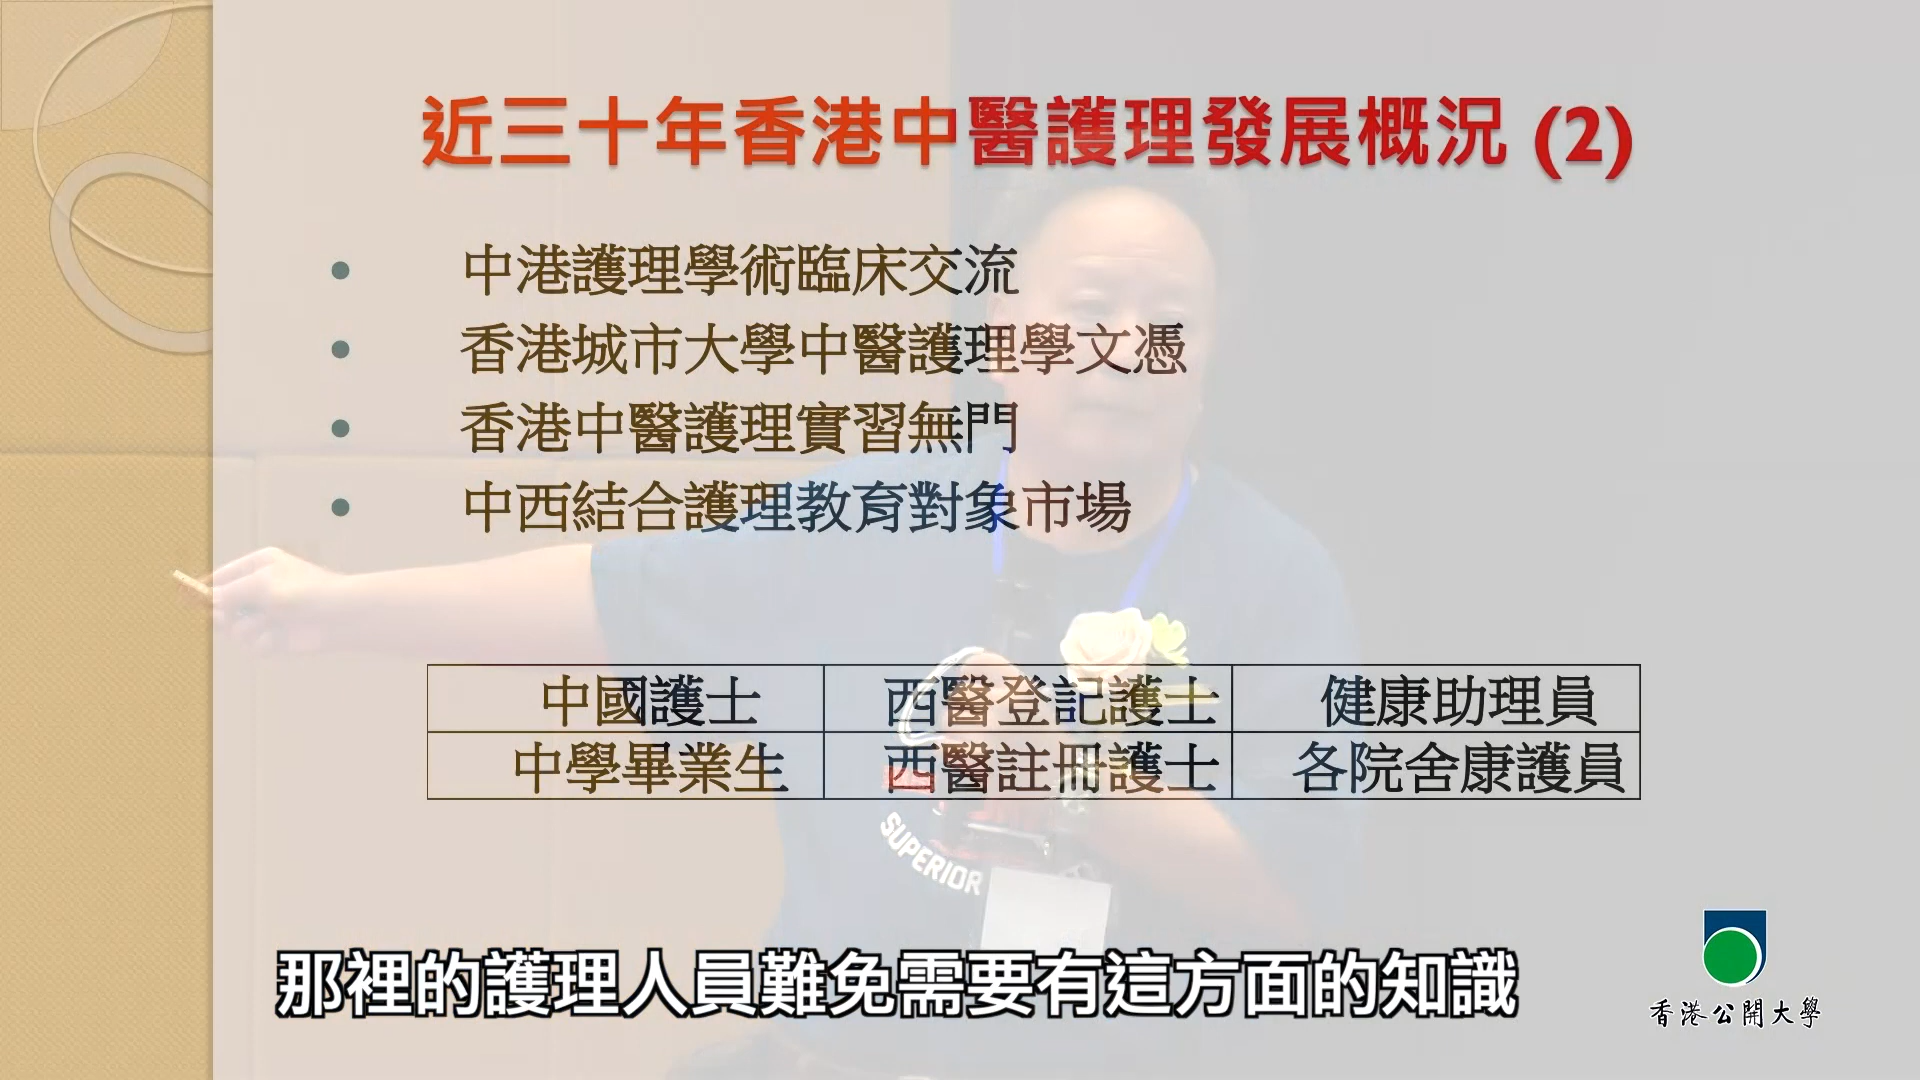 近三十年香港中醫護理發展概況 (2)
• 中港護理學術臨床交流
• 香港城市大學中醫護理學文憑
• 香港中醫護理實習無門
• 中西結合護理教育對象市場
中國護士 西醫登記護士 健康助理員
中學畢業生 西醫註冊護士 各院舍康護員
SUPERIOR
那裡的護理人員難免需要有這方面的知識
香港公開大學